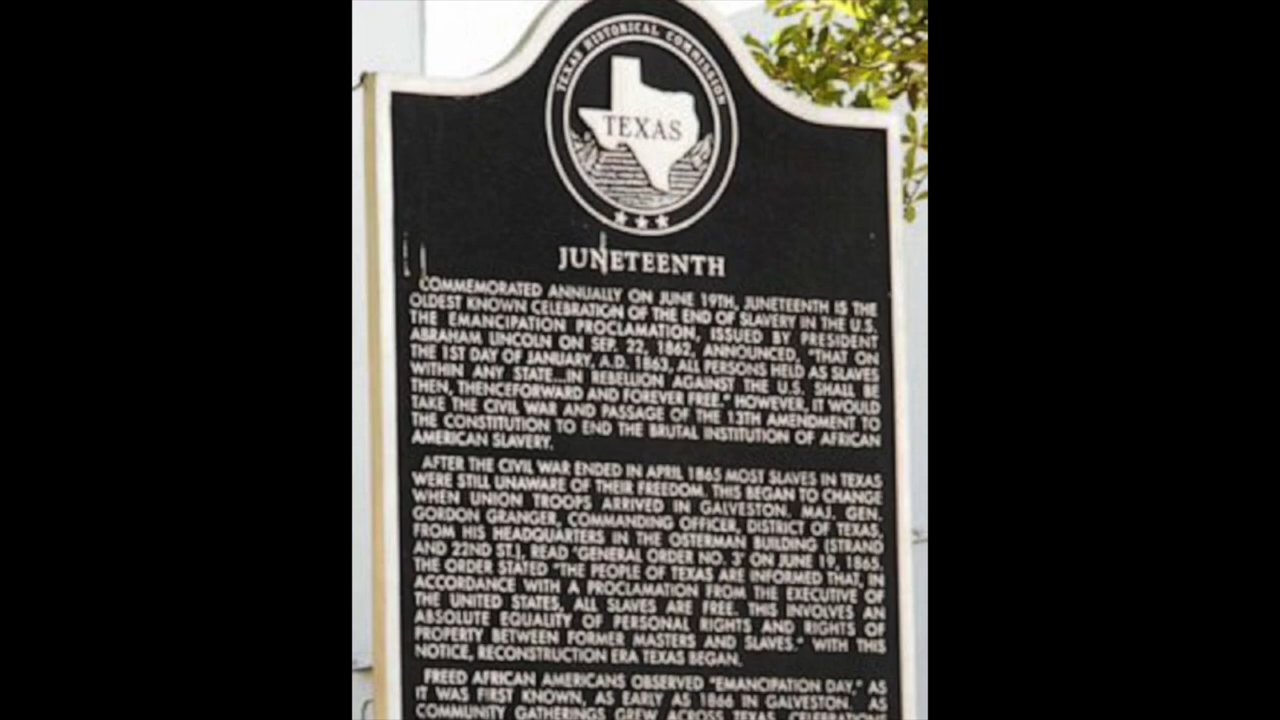 TEXAS HISTORICAL COMMISSION
TEXAS
JUNETEENTH
COMMEMORATED ANNUALLY ON JUNE 19TH, JUNETEENTH IS THE
OLDEST KNOWN CELEBRATION OF THE END OF SLAVERY IN THE U.S.
THE EMANCIPATION PROCLAMATION, ISSUED BY PRESIDENT
ABRAHAM LINCOLN ON SEP. 22, 1862, ANNOUNCED, "THAT ON
THE 1ST DAY OF JANUARY, A.D. 1863, ALL PERSONS HELD AS SLAVES
WITHIN ANY STATE...IN REBELLION AGAINST THE U.S. SHALL BE
THEN, THENCEFORWARD AND FOREVER FREE." HOWEVER, IT WOULD
TAKE THE CIVIL WAR AND PASSAGE OF THE 13TH AMENDMENT TO
THE CONSTITUTION TO END THE BRUTAL INSTITUTION OF AFRICAN
AMERICAN SLAVERY.
AFTER THE CIVIL WAR ENDED IN APRIL 1865 MOST SLAVES IN TEXAS
WERE STILL UNAWARE OF THEIR FREEDOM. THIS BEGAN TO CHANGE
WHEN UNION TROOPS ARRIVED IN GALVESTON. MAJ. GEN.
GORDON GRANGER, COMMANDING OFFICER, DISTRICT OF TEXAS,
FROM HIS HEADQUARTERS IN THE OSTERMAN BUILDING (STRAND
AND 22ND ST.), READ 'GENERAL ORDER NO. 3' ON JUNE 19, 1865.
THE ORDER STATED "THE PEOPLE OF TEXAS ARE INFORMED THAT, IN
ACCORDANCE WITH A PROCLAMATION FROM THE EXECUTIVE OF
THE UNITED STATES, ALL SLAVES ARE FREE. THIS INVOLVES AN
ABSOLUTE EQUALITY OF PERSONAL RIGHTS AND RIGHTS OF
PROPERTY BETWEEN FORMER MASTERS AND SLAVES." WITH THIS
NOTICE, RECONSTRUCTION ERA TEXAS BEGAN.
FREED AFRICAN AMERICANS OBSERVED "EMANCIPATION DAY," AS
IT WAS FIRST KNOWN, AS EARLY AS 1866 IN GALVESTON. AS
COMMUNITY GATHERINGS GREW ACROSS TEXAS, CELEBRATIONS